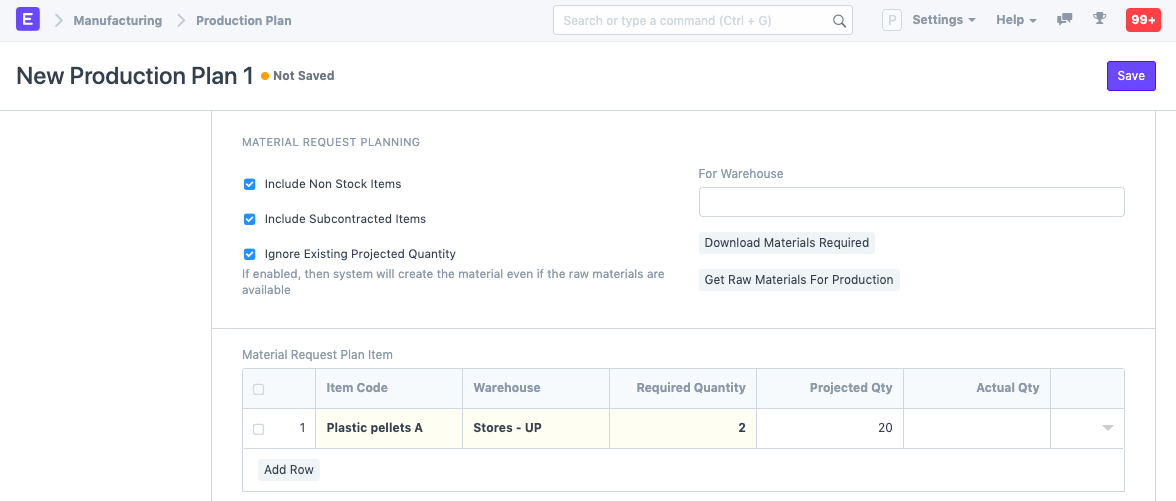 E Manufacturing Production Plan Search or type a command (Ctrl + G) P Settings Help 99+
New Production Plan 1 Not Saved Save
MATERIAL REQUEST PLANNING
Include Non Stock Items
Include Subcontracted Items
Ignore Existing Projected Quantity
If enabled, then system will create the material even if the raw materials are
available
For Warehouse
Download Materials Required
Get Raw Materials For Production
Material Request Plan Item
Item Code Warehouse Required Quantity Projected Qty Actual Qty
1 Plastic pellets A Stores - UP 2 20
Add Row